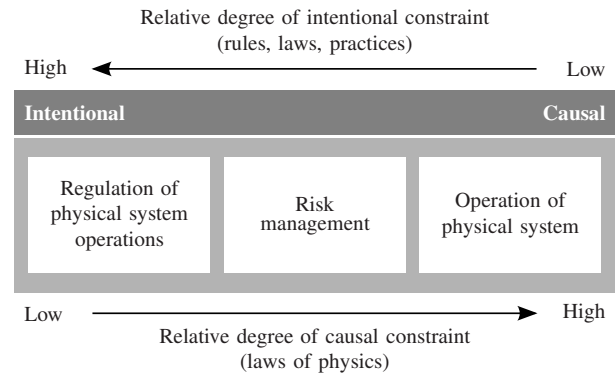 Relative degree of intentional constraint
(rules, laws, practices)
High
Low
Intentional
Causal
Regulation of
physical system
operations
Risk
management
Operation of
physical system
Low
High
Relative degree of causal constraint
(laws of physics)